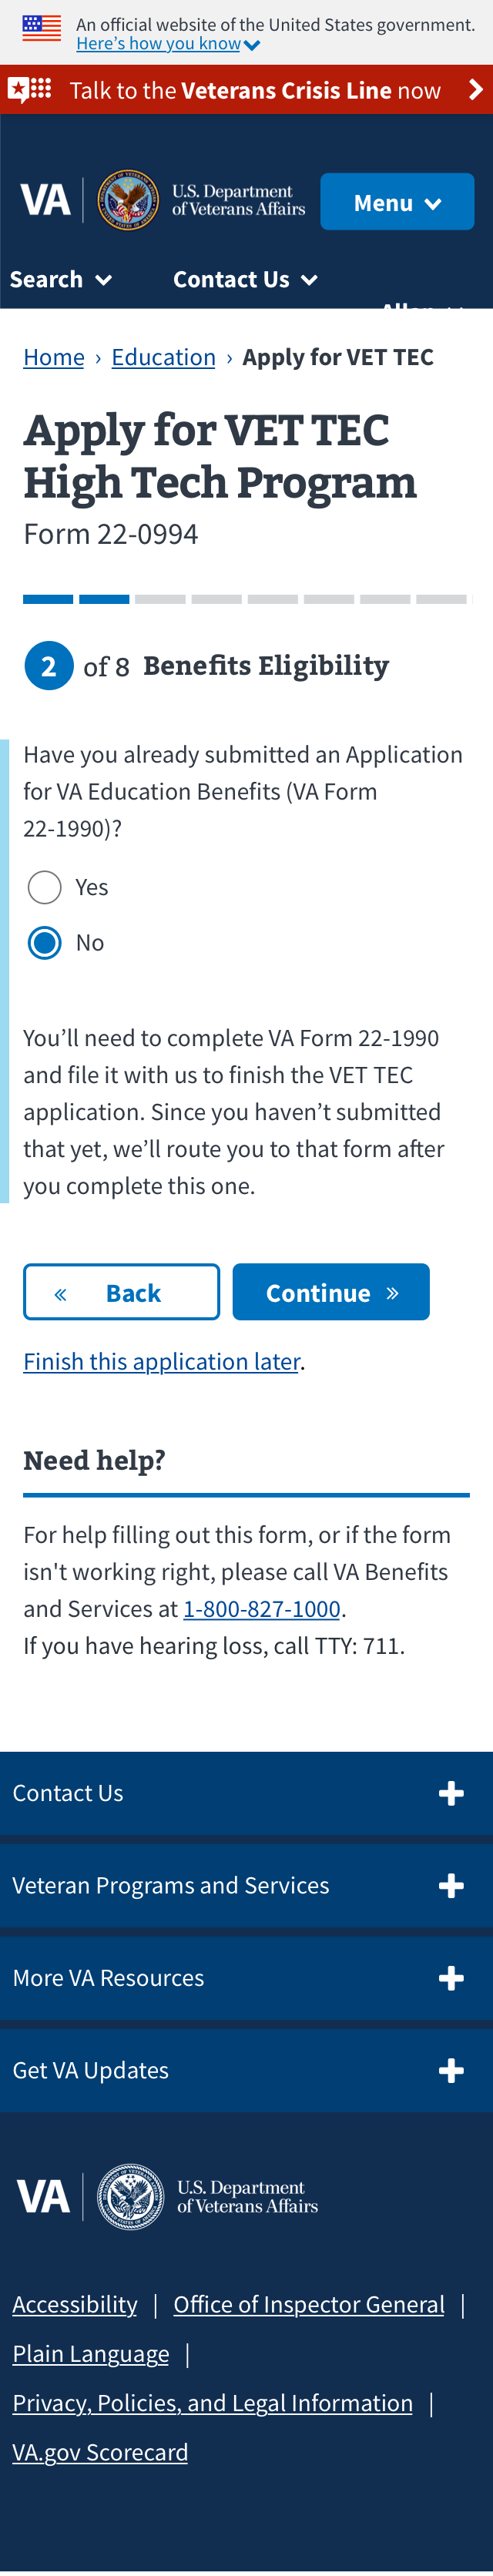 An official website of the United States government.
Here’s how you know
Talk to the Veterans Crisis Line now
VA
U.S. Department
of Veterans Affairs
Menu
Search
Contact Us
Home › Education › Apply for VET TEC
Apply for VET TEC
High Tech Program
Form 22-0994
2 of 8 Benefits Eligibility
Have you already submitted an Application
for VA Education Benefits (VA Form
22-1990)?
Yes
No
You’ll need to complete VA Form 22-1990
and file it with us to finish the VET TEC
application. Since you haven’t submitted
that yet, we’ll route you to that form after
you complete this one.
« Back
Continue »
Finish this application later.
Need help?
For help filling out this form, or if the form
isn't working right, please call VA Benefits
and Services at 1-800-827-1000.
If you have hearing loss, call TTY: 711.
Contact Us
Veteran Programs and Services
More VA Resources
Get VA Updates
VA
U.S. Department
of Veterans Affairs
Accessibility | Office of Inspector General |
Plain Language |
Privacy, Policies, and Legal Information |
VA.gov Scorecard